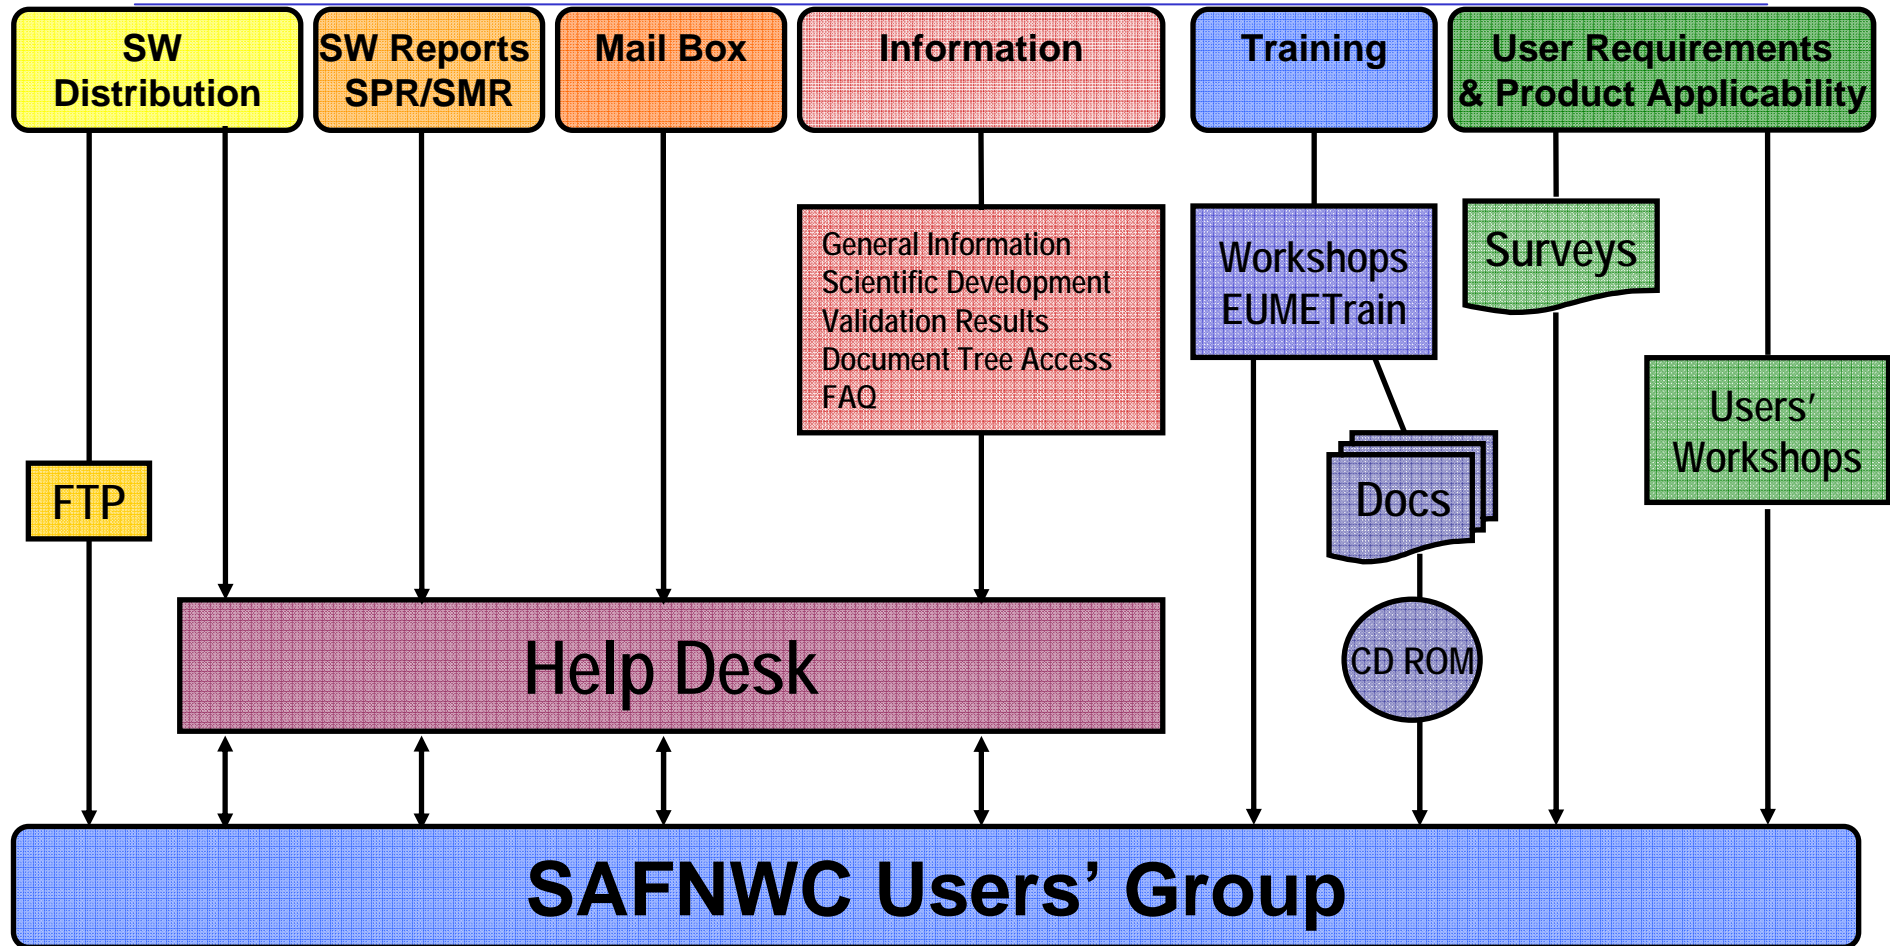 SW
Distribution
SW Reports
SPR/SMR
Mail Box
Information
Training
User Requirements
& Product Applicability
General Information
Scientific Development
Validation Results
Document Tree Access
FAQ
Workshops
EUMETrain
Surveys
Users’
Workshops
FTP
Docs
CD ROM
Help Desk
SAFNWC Users’ Group